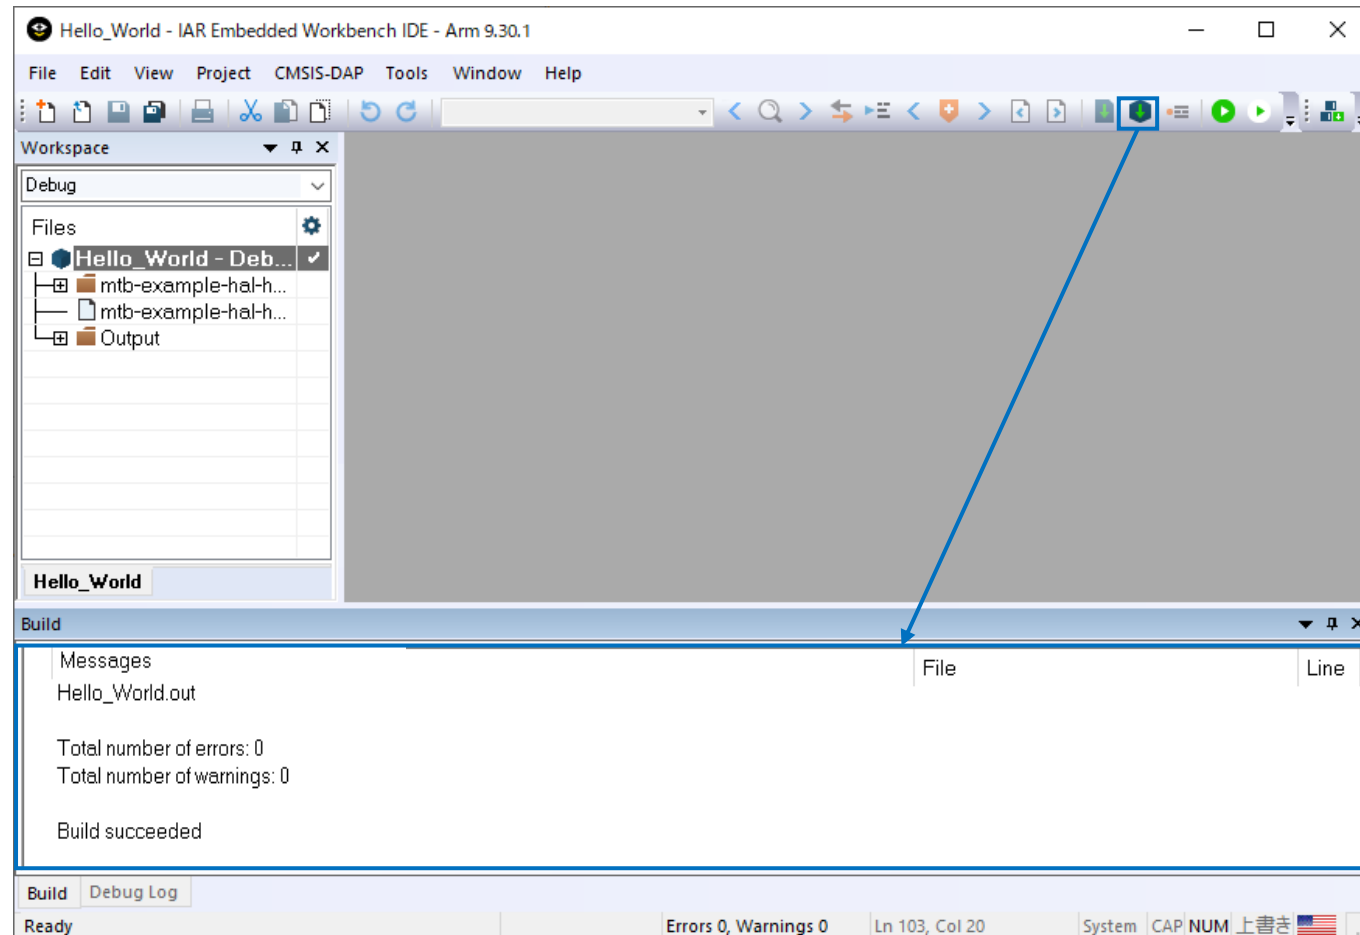 Hello_World - IAR Embedded Workbench IDE - Arm 9.30.1
File Edit View Project CMSIS-DAP Tools Window Help
Workspace
Debug
Files
Hello_World - Deb...
mtb-example-hal-h...
mtb-example-hal-h...
Output
Hello_World
Build
Messages File Line
Hello_World.out
Total number of errors: 0
Total number of warnings: 0
Build succeeded
Build Debug Log
Ready Errors 0, Warnings 0 Ln 103, Col 20 System CAP NUM 上書き